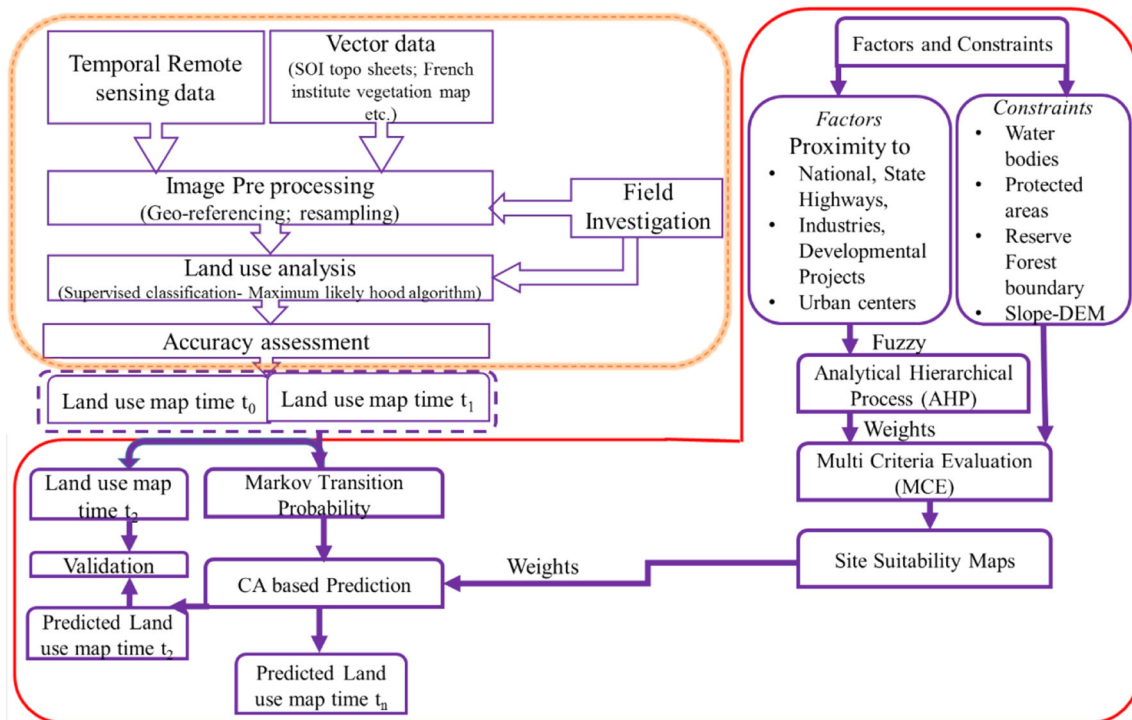 Temporal Remote
sensing data
Vector data
(SOI topo sheets; French
institute vegetation map
etc.)
Image Pre processing
(Geo-referencing; resampling)
Field
Investigation
Land use analysis
(Supervised classification- Maximum likely hood algorithm)
Accuracy assessment
Land use map time t₀
Land use map time t₁
Land use map
time t₂
Markov Transition
Probability
Validation
CA based Prediction
Predicted Land
use map time t₂
Predicted Land
use map time tₙ
Factors and Constraints
Factors
Proximity to
• National, State
Highways,
• Industries,
Developmental
Projects
• Urban centers
Constraints
• Water
bodies
• Protected
areas
• Reserve
Forest
boundary
• Slope-DEM
Fuzzy
Analytical Hierarchical
Process (AHP)
Weights
Multi Criteria Evaluation
(MCE)
Site Suitability Maps
Weights